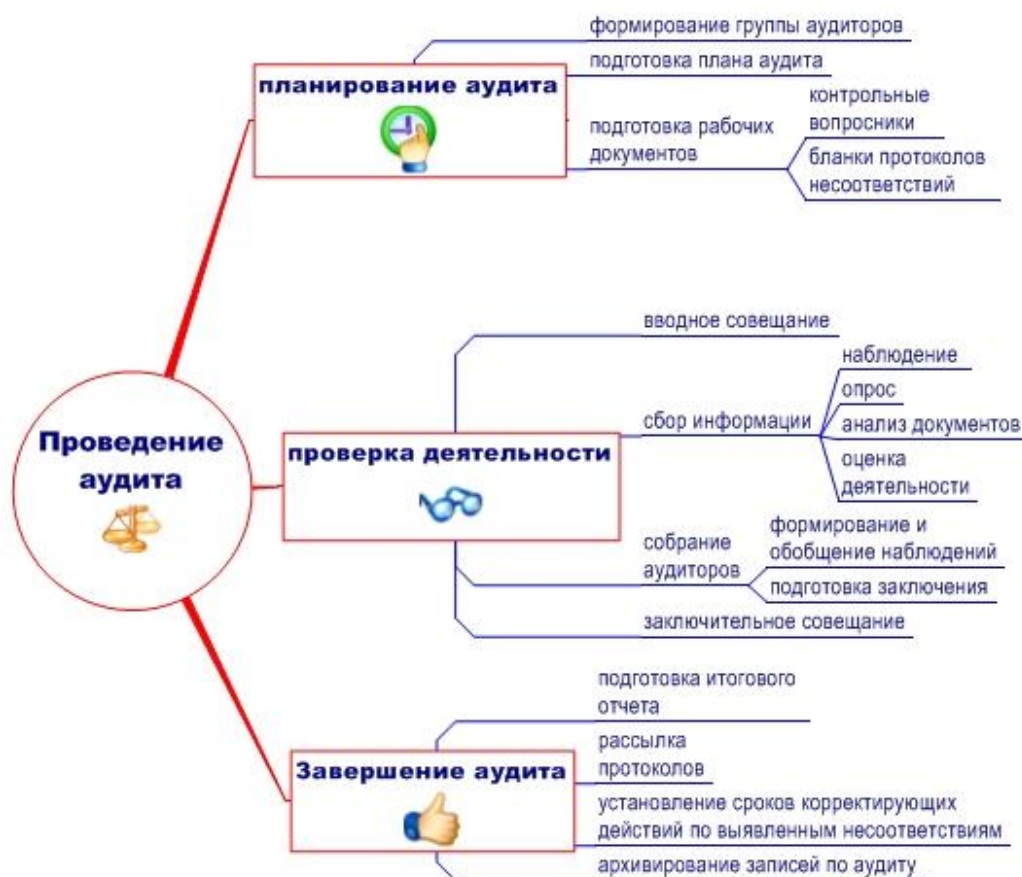 формирование группы аудиторов
планирование аудита
подготовка плана аудита
подготовка рабочих
документов
контрольные
вопросники
бланки протоколов
несоответствий
Проведение
аудита
вводное совещание
проверка деятельности
сбор информации
наблюдение
опрос
анализ документов
оценка
деятельности
собрание
аудиторов
формирование и
обобщение наблюдений
подготовка заключения
заключительное совещание
Завершение аудита
подготовка итогового
отчета
рассылка
протоколов
установление сроков корректирующих
действий по выявленным несоответствиям
архивирование записей по аудиту